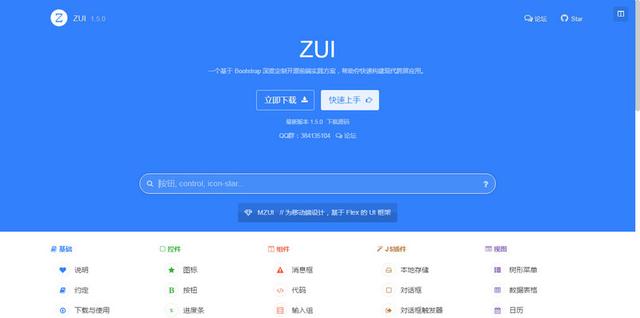 Z ZUI 1.5.0 论坛 Star
ZUI
一个基于 Bootstrap 深度定制开源前端实践方案，帮助你快速构建现代跨屏应用。
立即下载 快速上手
最新版本 1.5.0 下载源码
QQ群：384135104 论坛
按钮, control, icon-star... ?
MZUI // 为移动端设计，基于 Flex 的 UI 框架
基础 控件 组件 JS插件 视图
说明 图标 消息框 本地存储 树形菜单
约定 B 按钮 代码 对话框 数据表格
下载与使用 进度条 输入组 对话框触发器 日历